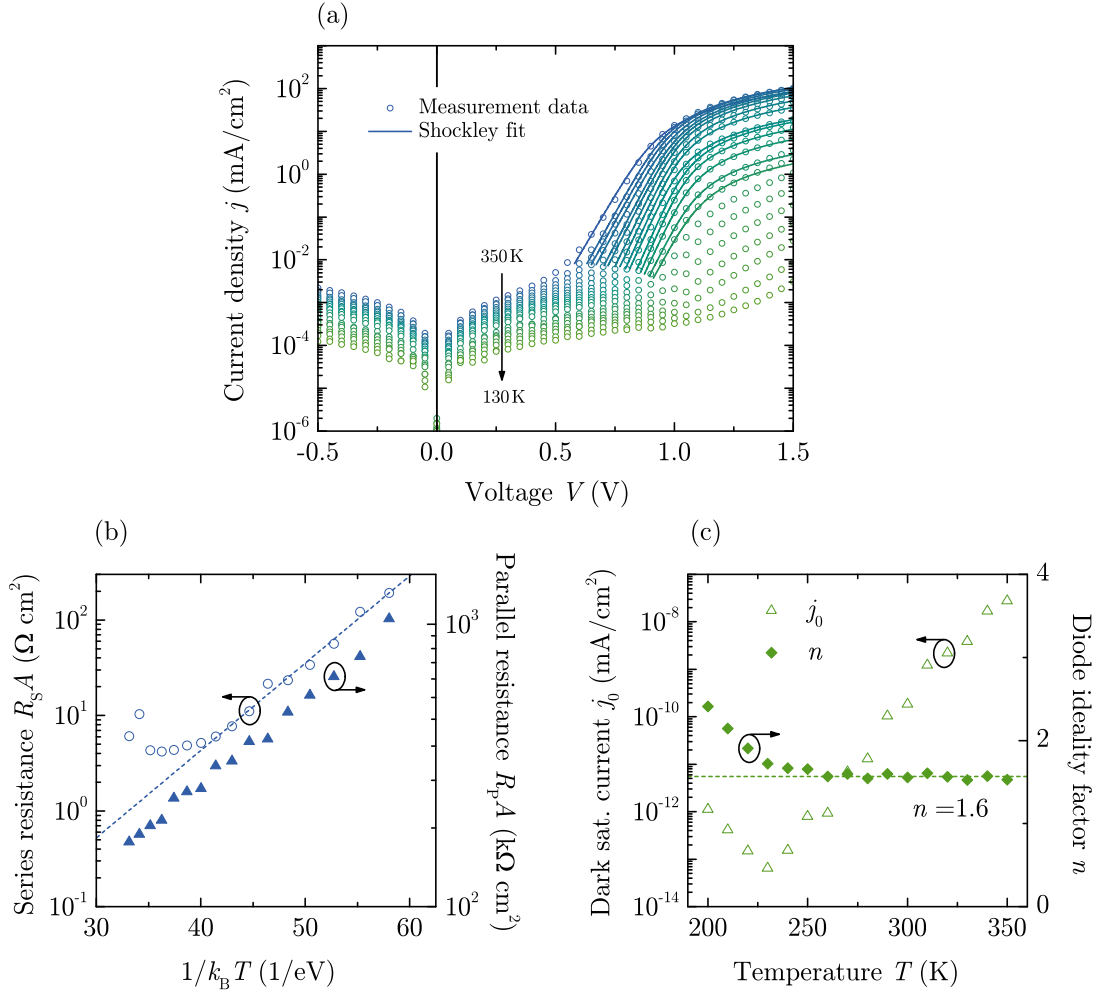 (a)
Current density j (mA/cm²)
10²
10⁰
10⁻²
10⁻⁴
10⁻⁶
Measurement data
Shockley fit
350 K
130 K
-0.5
0.0
0.5
1.0
1.5
Voltage V (V)
(b)
Series resistance R_S A (Ω cm²)
10²
10¹
10⁰
10⁻¹
30
40
50
60
1/k_B T (1/eV)
10³
10²
Parallel resistance R_P A (kΩ cm²)
(c)
Dark sat. current j₀ (mA/cm²)
10⁻⁸
10⁻¹⁰
10⁻¹²
10⁻¹⁴
j₀
n
n = 1.6
200
250
300
350
Temperature T (K)
4
2
0
Diode ideality factor n